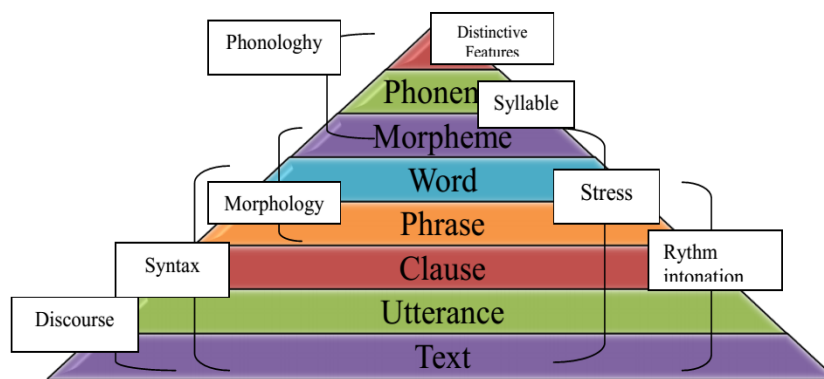 Phonologhy
Distinctive
Features
Phonem
Syllable
Morpheme
Word
Morphology
Stress
Phrase
Syntax
Clause
Rythm
intonation
Discourse
Utterance
Text